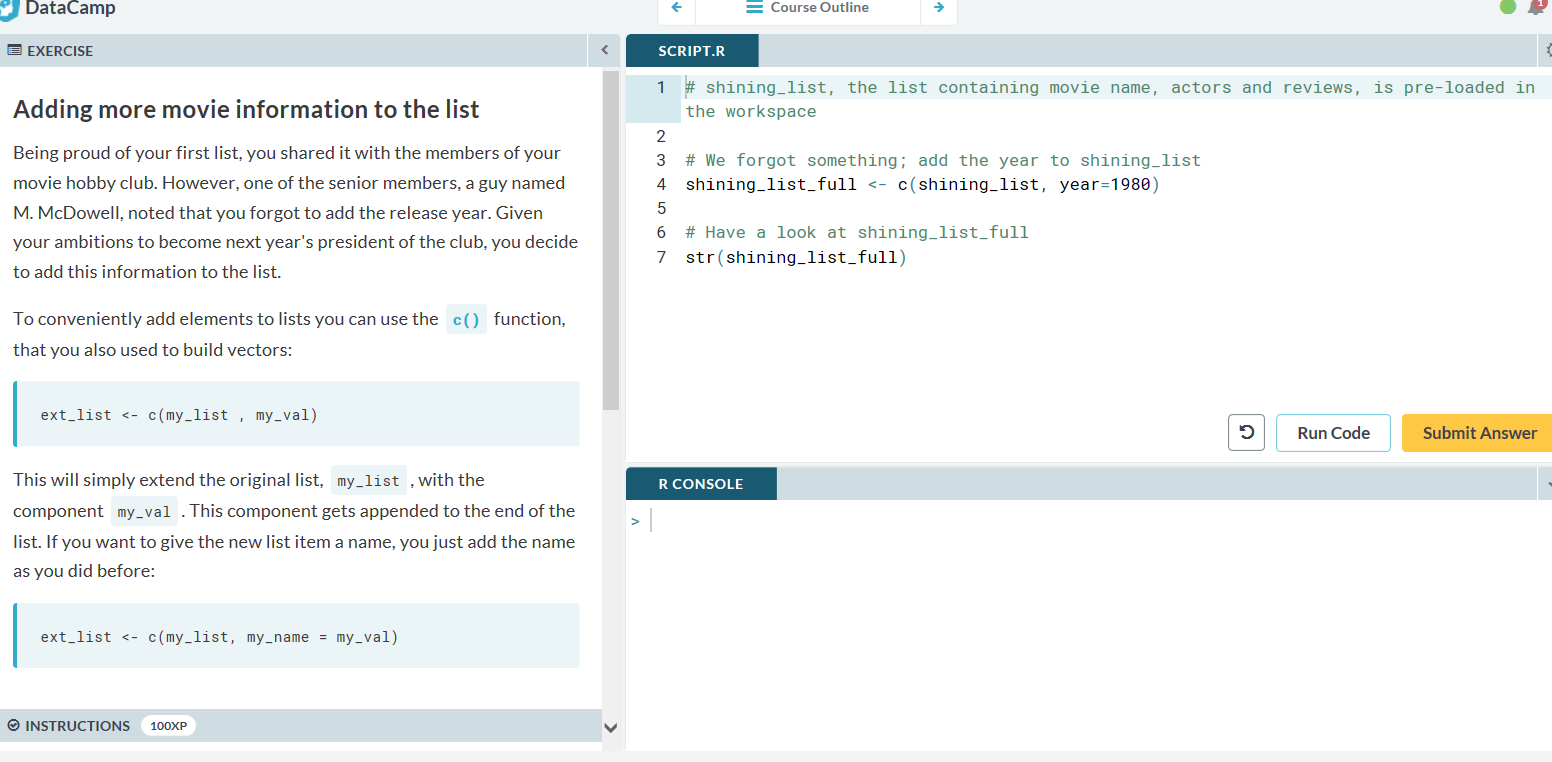 DataCamp
Course Outline
1
EXERCISE
SCRIPT.R
Adding more movie information to the list
Being proud of your first list, you shared it with the members of your
movie hobby club. However, one of the senior members, a guy named
M. McDowell, noted that you forgot to add the release year. Given
your ambitions to become next year's president of the club, you decide
to add this information to the list.
To conveniently add elements to lists you can use the c() function,
that you also used to build vectors:
ext_list <- c(my_list , my_val)
This will simply extend the original list, my_list , with the
component my_val . This component gets appended to the end of the
list. If you want to give the new list item a name, you just add the name
as you did before:
ext_list <- c(my_list, my_name = my_val)
INSTRUCTIONS 100XP
1 # shining_list, the list containing movie name, actors and reviews, is pre-loaded in
the workspace
2
3 # We forgot something; add the year to shining_list
4 shining_list_full <- c(shining_list, year=1980)
5
6 # Have a look at shining_list_full
7 str(shining_list_full)
Run Code
Submit Answer
R CONSOLE
>